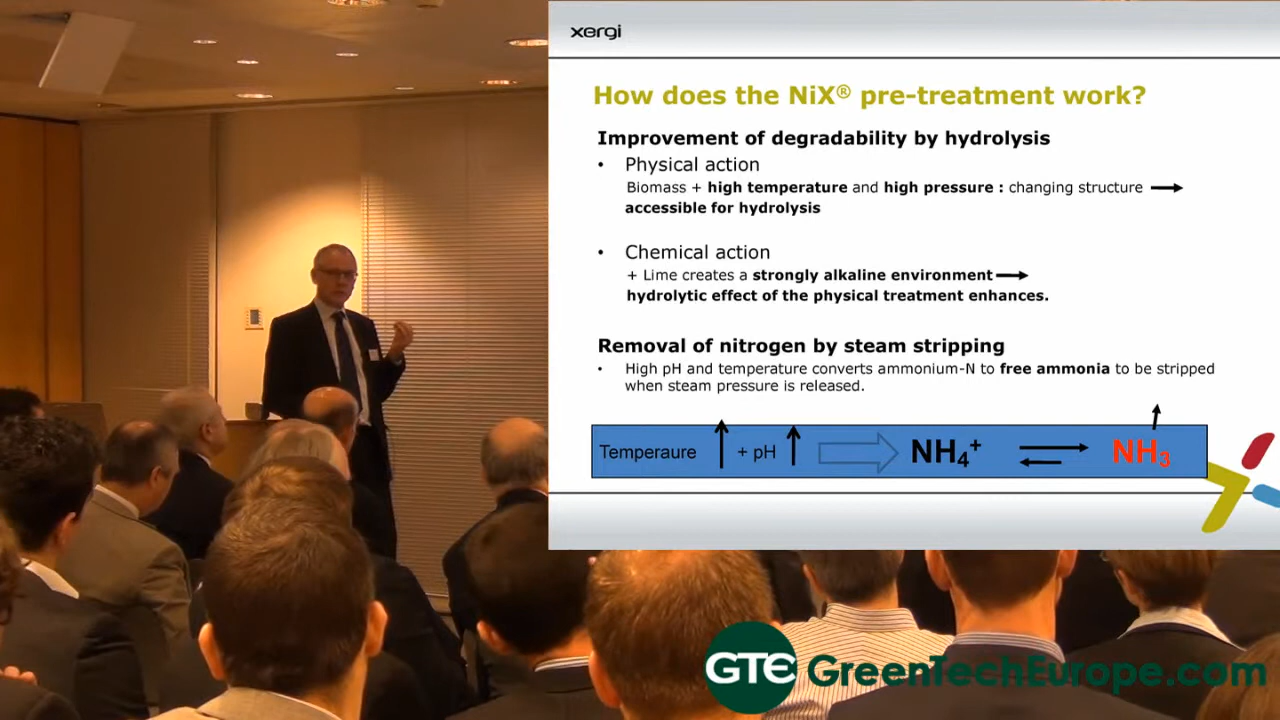 xergi
How does the NiX® pre-treatment work?
Improvement of degradability by hydrolysis
• Physical action
Biomass + high temperature and high pressure : changing structure →
accessible for hydrolysis
• Chemical action
+ Lime creates a strongly alkaline environment →
hydrolytic effect of the physical treatment enhances.
Removal of nitrogen by steam stripping
• High pH and temperature converts ammonium-N to free ammonia to be stripped
when steam pressure is released.
Temperaure ↑ + pH ↑ NH₄⁺ NH₃
GTE GreenTechEurope.com